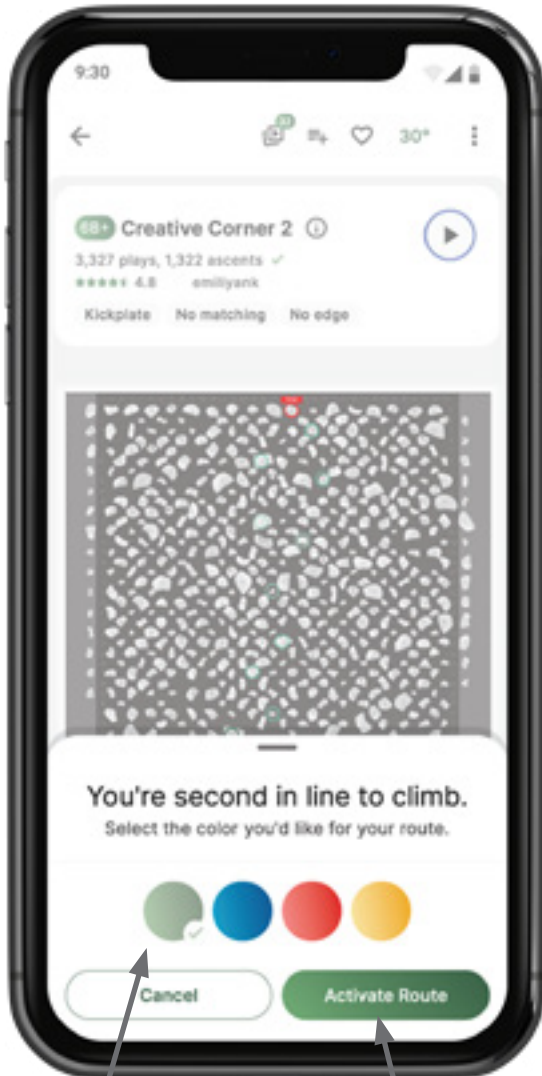 9:30
30°
6B+ Creative Corner 2
3,327 plays, 1,322 ascents
4.8 emiliyank
Kickplate No matching No edge
You're second in line to climb.
Select the color you'd like for your route.
Cancel Activate Route